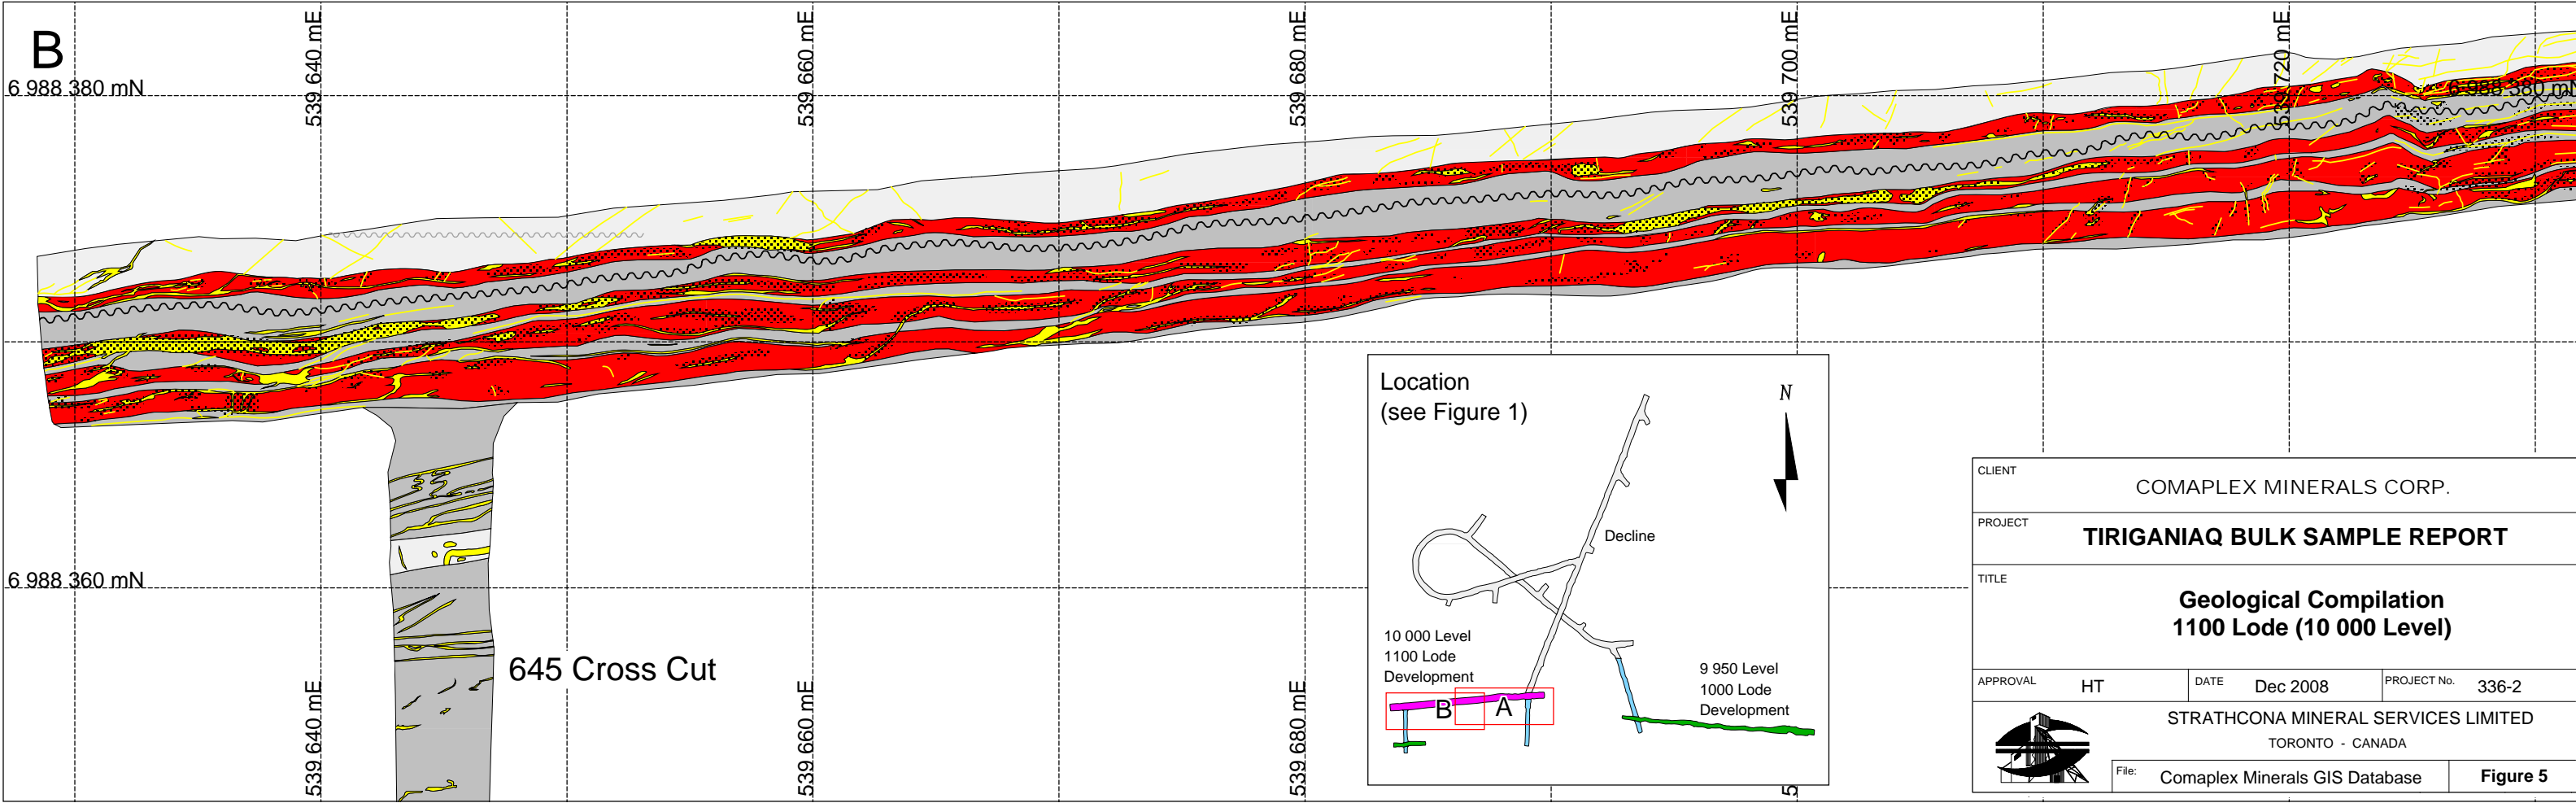 B
539 640 mE
539 660 mE
539 680 mE
539 700 mE
539 720 mE
6 988 380 mN
6 988 380 mN
6 988 360 mN
645 Cross Cut
539 640 mE
539 660 mE
539 680 mE
Location
(see Figure 1)
N
Decline
10 000 Level
1100 Lode
Development
B
A
9 950 Level
1000 Lode
Development
CLIENT
COMAPLEX MINERALS CORP.
PROJECT
TIRIGANIAQ BULK SAMPLE REPORT
TITLE
Geological Compilation
1100 Lode (10 000 Level)
APPROVAL HT DATE Dec 2008 PROJECT No. 336-2
STRATHCONA MINERAL SERVICES LIMITED
TORONTO - CANADA
File: Comaplex Minerals GIS Database Figure 5